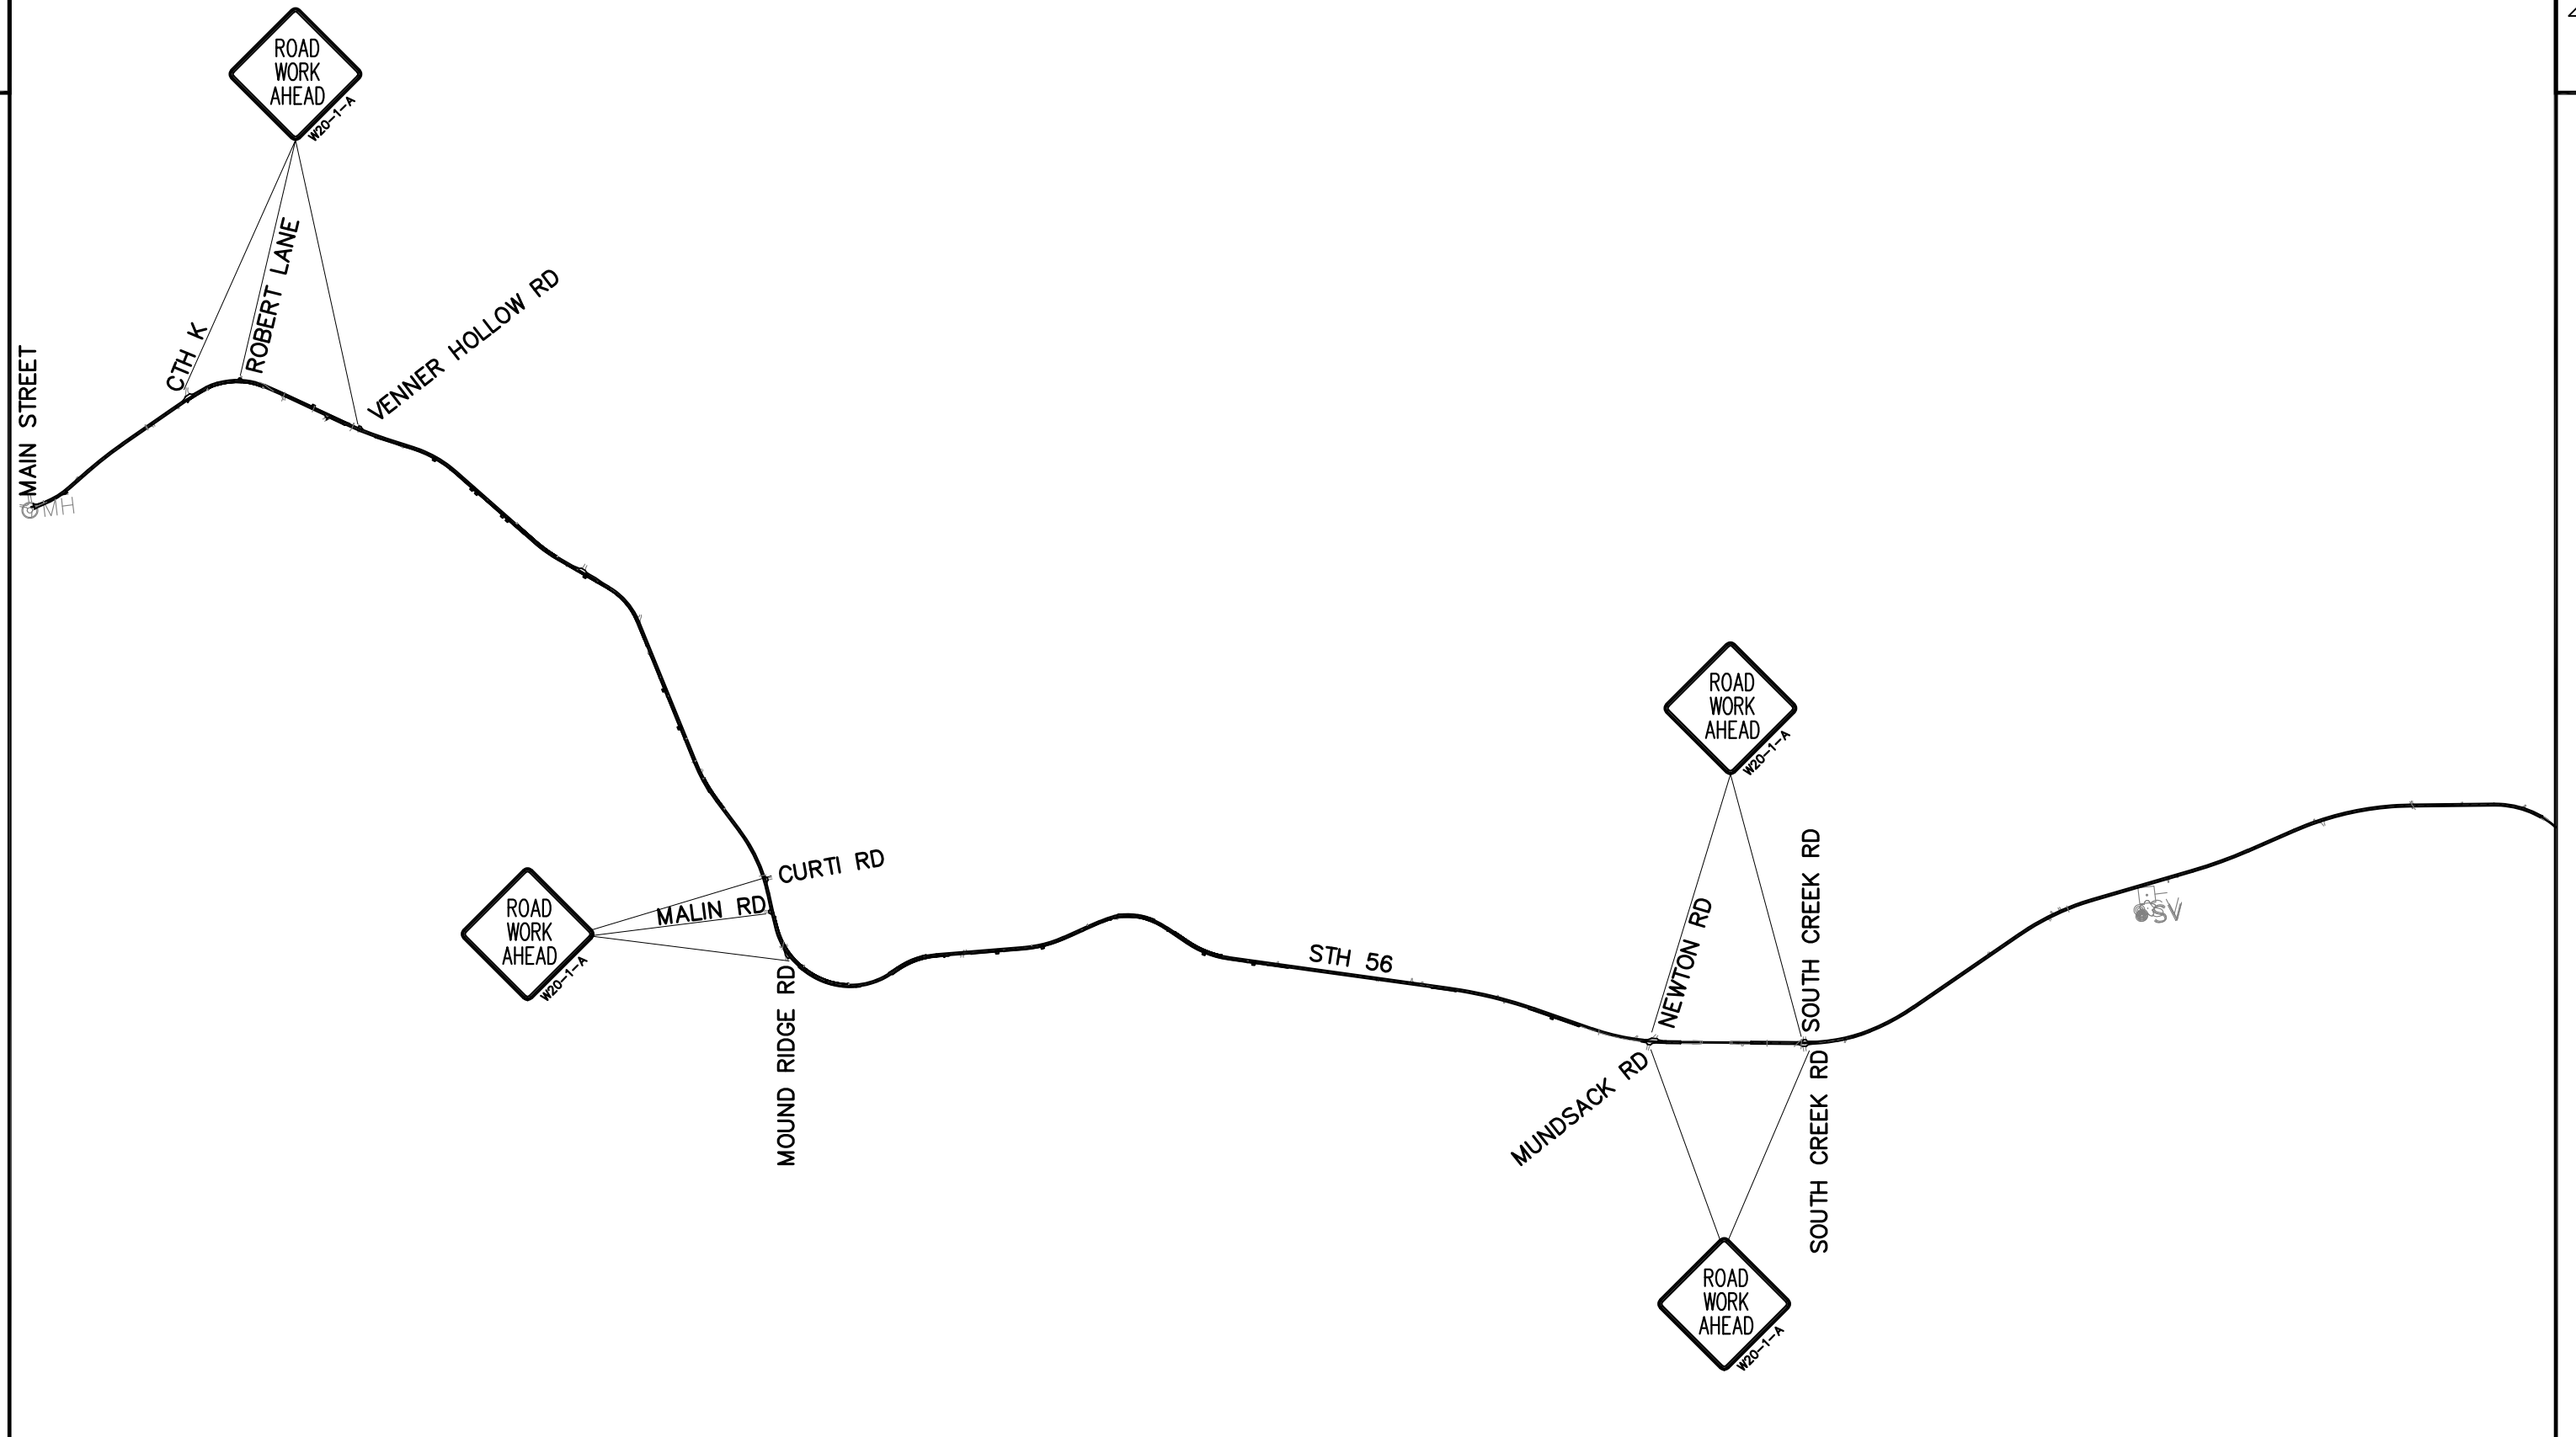 ROAD
WORK
AHEAD
W20-1-A
CTH K
ROBERT LANE
VENNER HOLLOW RD
MAIN STREET
MH
ROAD
WORK
AHEAD
W20-1-A
CURTI RD
MALIN RD
MOUND RIDGE RD
STH 56
ROAD
WORK
AHEAD
W20-1-A
NEWTON RD
SOUTH CREEK RD
MUNDSACK RD
SOUTH CREEK RD
SV
ROAD
WORK
AHEAD
W20-1-A